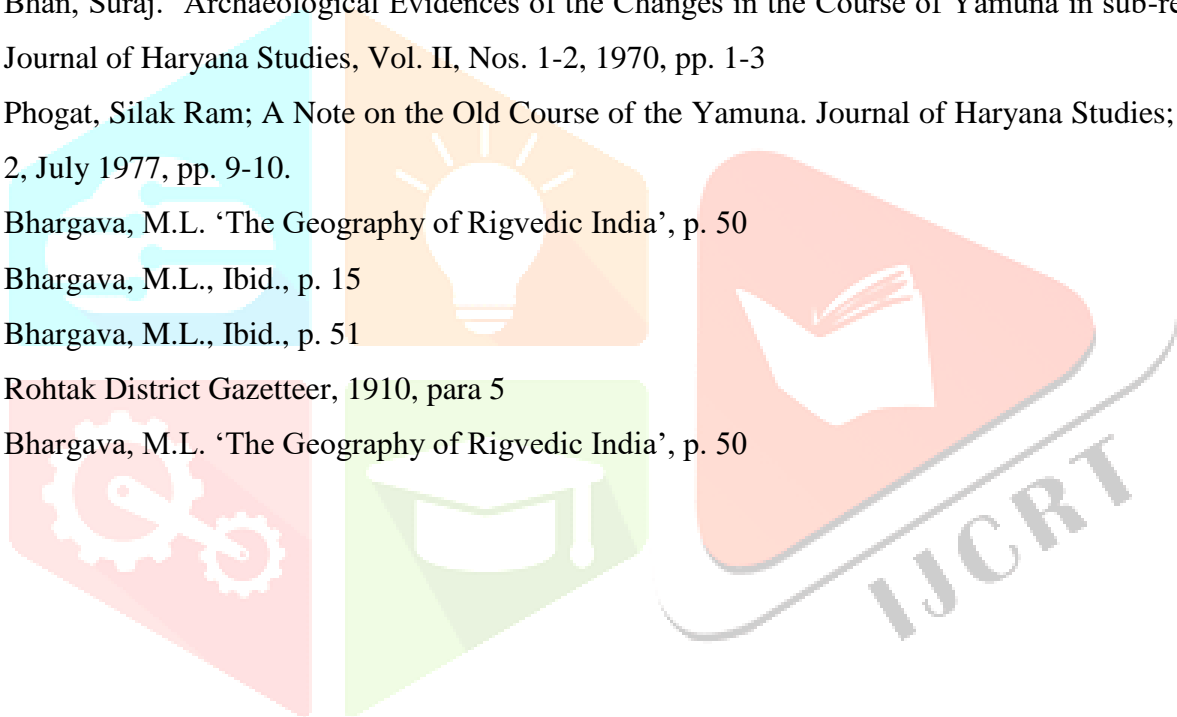 Bhan, Suraj. Archaeological Evidences of the Changes in the Course of Yamuna in sub-re
Journal of Haryana Studies, Vol. II, Nos. 1-2, 1970, pp. 1-3
Phogat, Silak Ram; A Note on the Old Course of the Yamuna. Journal of Haryana Studies;
2, July 1977, pp. 9-10.
Bhargava, M.L. ‘The Geography of Rigvedic India’, p. 50
Bhargava, M.L., Ibid., p. 15
Bhargava, M.L., Ibid., p. 51
Rohtak District Gazetteer, 1910, para 5
Bhargava, M.L. ‘The Geography of Rigvedic India’, p. 50
IJCRT